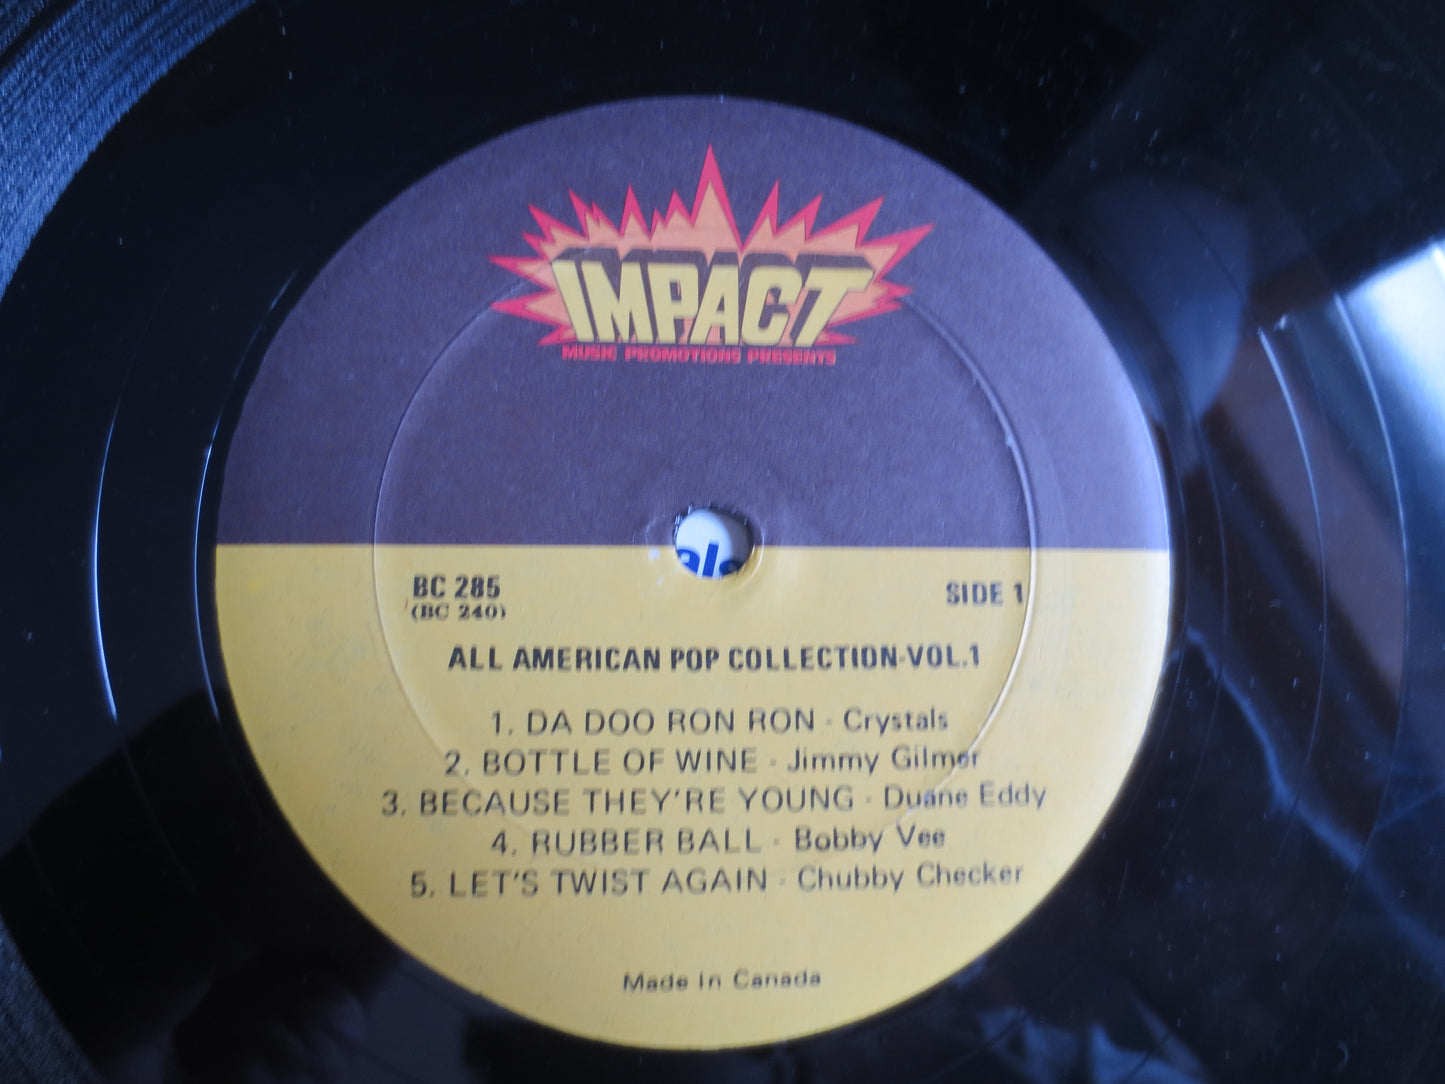 IMPACT
MUSIC PROMOTIONS PRESENTS
als
BC 285
SIDE 1
(BC 240)
ALL AMERICAN POP COLLECTION-VOL.1
1. DA DOO RON RON - Crystals
2. BOTTLE OF WINE - Jimmy Gilmer
3. BECAUSE THEY'RE YOUNG - Duane Eddy
4. RUBBER BALL - Bobby Vee
5. LET'S TWIST AGAIN - Chubby Checker
Made In Canada